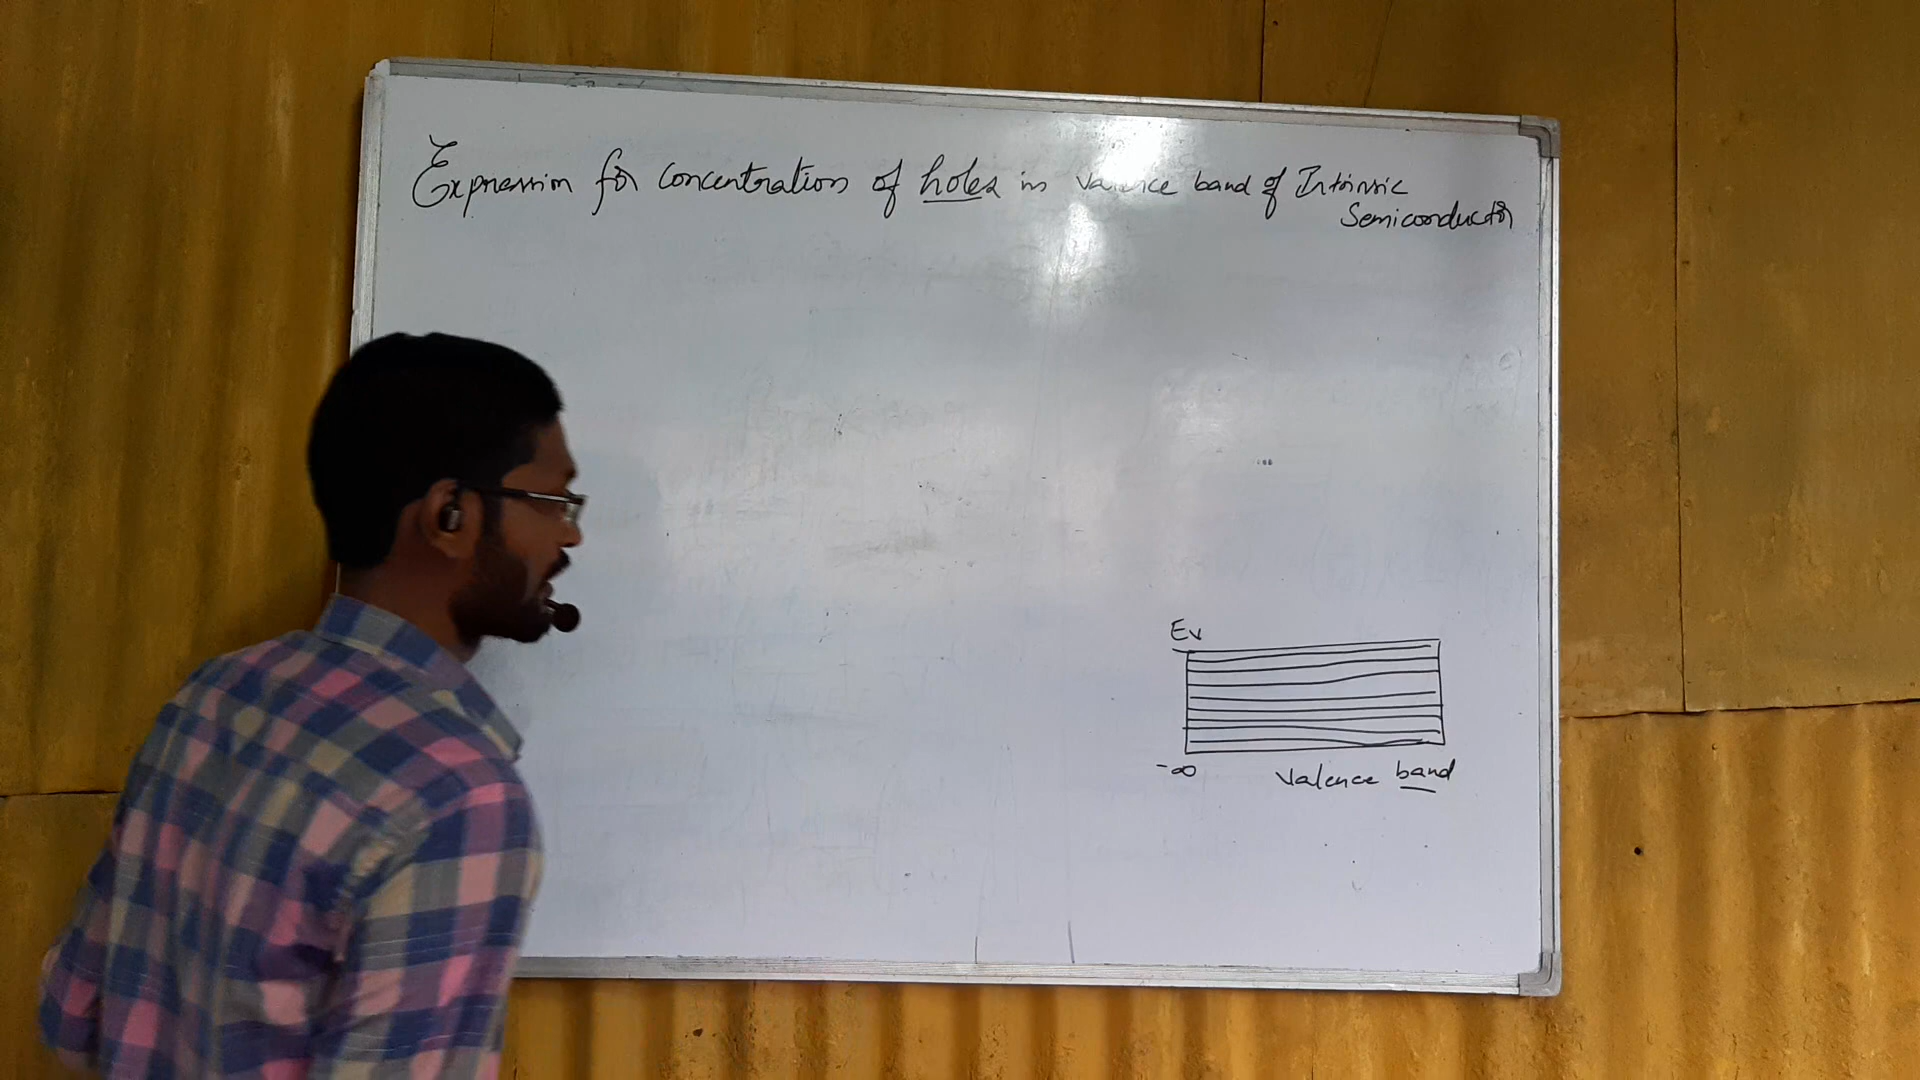 Expression for concentration of holes in valence band of Intrinsic
Semiconductor
Ev
-∞
Valence band